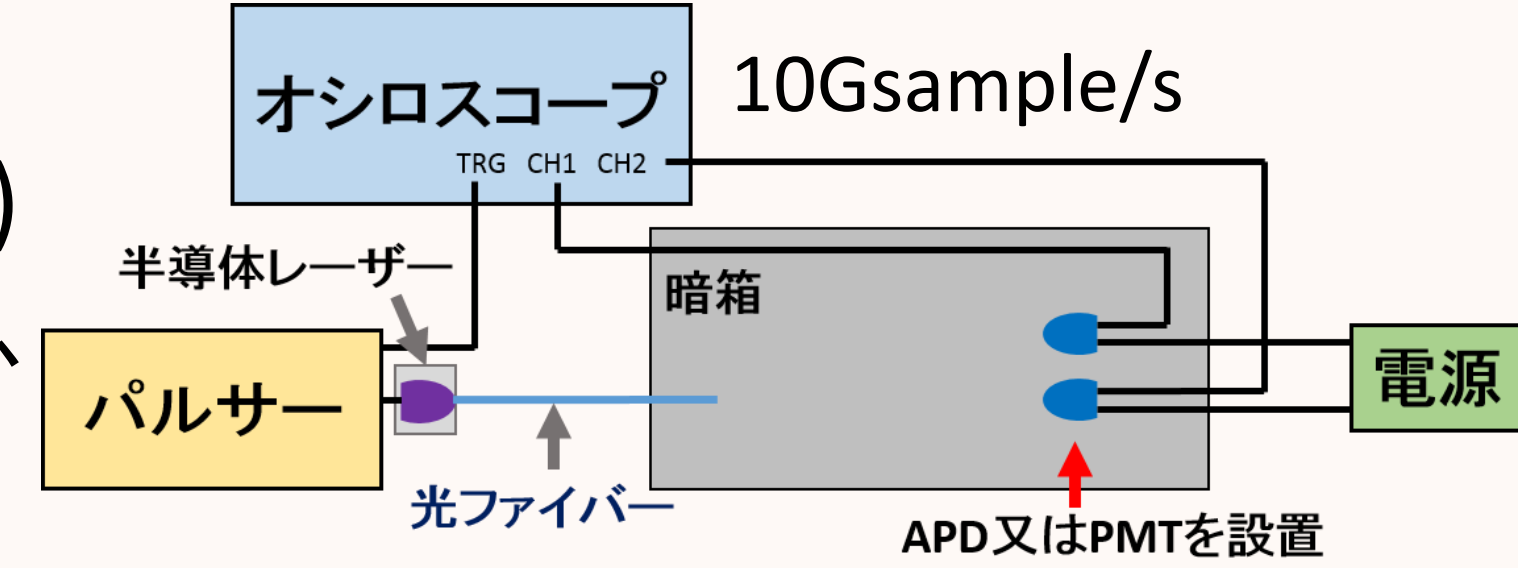 オシロスコープ
10Gsample/s
TRG CH1 CH2
)
半導体レーザー
暗箱
、
パルサー
電源
光ファイバー
APD又はPMTを設置